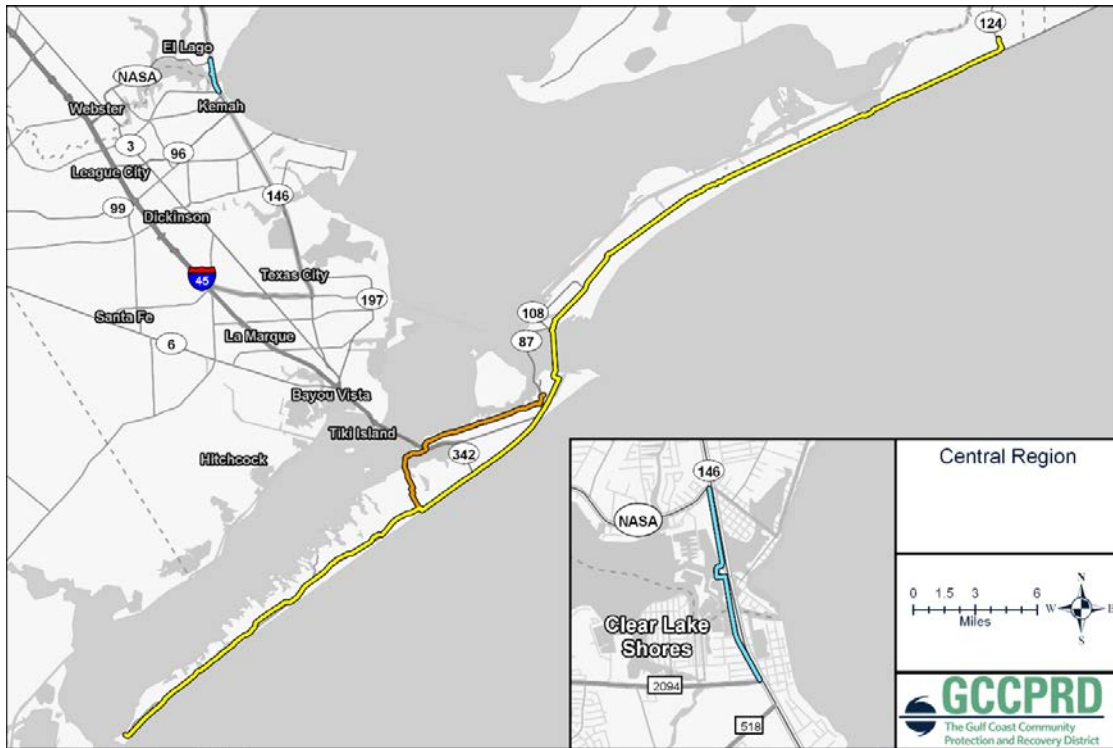 124
El Lago
NASA
Kemah
Webster
3
96
League City
146
99
Dickinson
Texas City
45
197
Santa Fe
108
La Marque
6
87
Bayou Vista
Tiki Island
342
Hitchcock
146
NASA
Clear Lake
Shores
2094
518
Central Region
0 1.5 3 6
Miles
N
W E
S
GCCPRD
The Gulf Coast Community
Protection and Recovery District